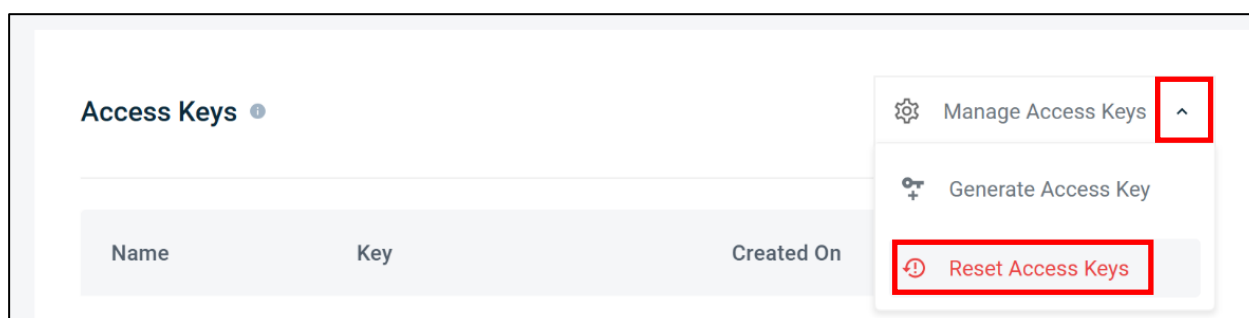 Access Keys
Manage Access Keys
Generate Access Key
Name Key Created On
Reset Access Keys